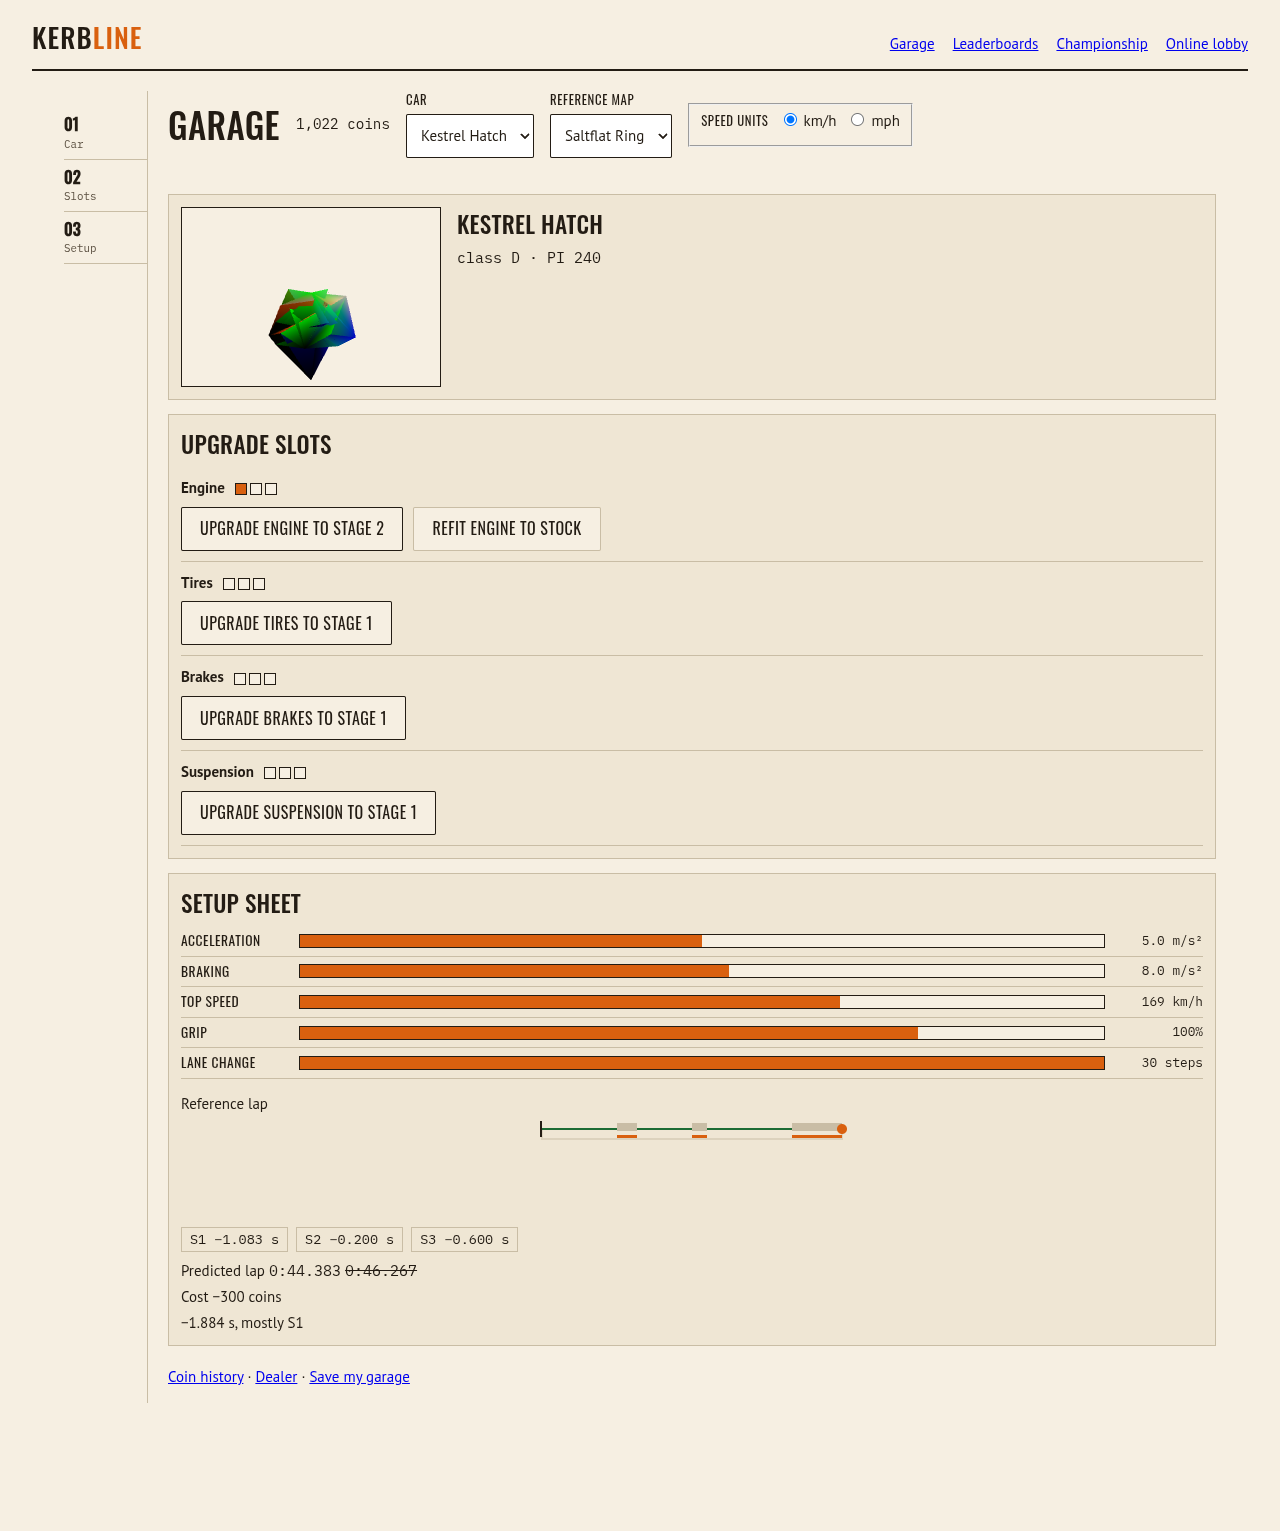 KERBLINE
Garage Leaderboards Championship Online lobby
01
Car
02
Slots
03
Setup
GARAGE
1,022 coins
CAR
Kestrel Hatch
REFERENCE MAP
Saltflat Ring
SPEED UNITS km/h mph
KESTREL HATCH
class D · PI 240
UPGRADE SLOTS
Engine
UPGRADE ENGINE TO STAGE 2 REFIT ENGINE TO STOCK
Tires
UPGRADE TIRES TO STAGE 1
Brakes
UPGRADE BRAKES TO STAGE 1
Suspension
UPGRADE SUSPENSION TO STAGE 1
SETUP SHEET
ACCELERATION 5.0 m/s²
BRAKING 8.0 m/s²
TOP SPEED 169 km/h
GRIP 100%
LANE CHANGE 30 steps
Reference lap
S1 −1.083 s S2 −0.200 s S3 −0.600 s
Predicted lap 0:44.383 0:46.267
Cost −300 coins
−1.884 s, mostly S1
Coin history · Dealer · Save my garage